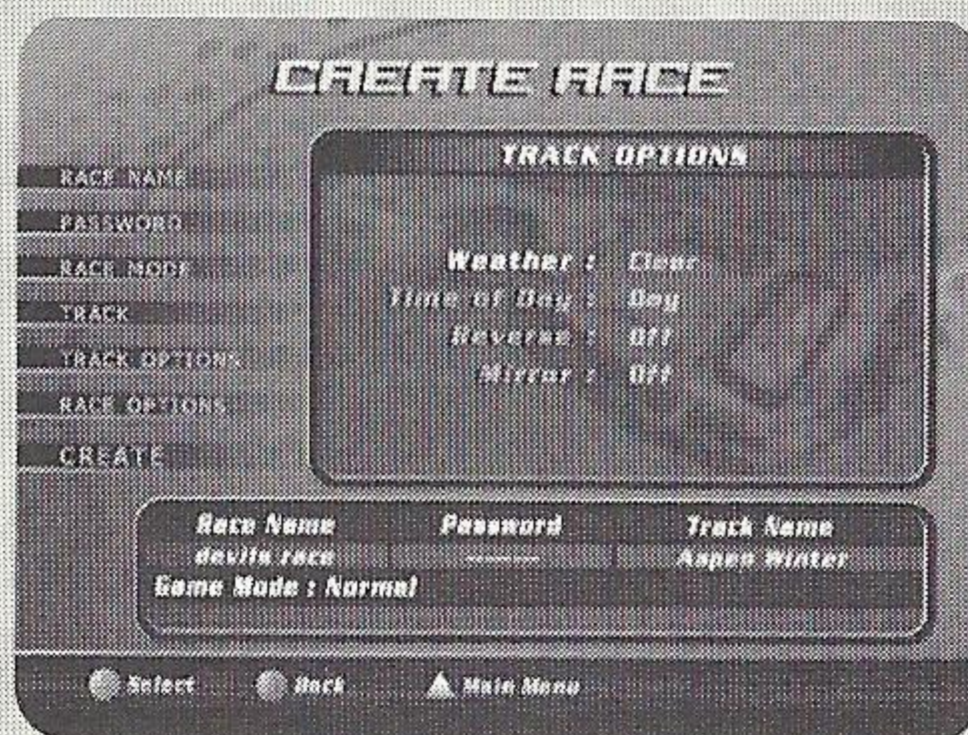 CREATE RACE
TRACK OPTIONS
RACE NAME
PASSWORD
RACE MODE
TRACK
TRACK OPTIONS
RACE OPTIONS
CREATE
Weather : Clear
Time of Day : Day
Reverse : Off
Mirror : Off
Race Name Password Track Name
devils race -------- Aspen Winter
Game Mode : Normal
Select Back Main Menu